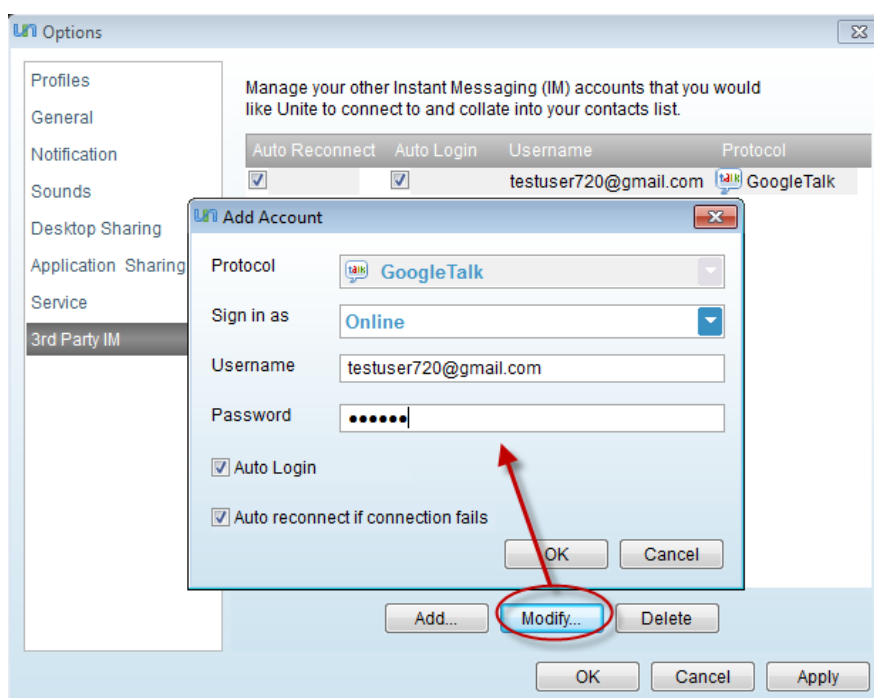 Options
Profiles
General
Notification
Sounds
Desktop Sharing
Application Sharing
Service
3rd Party IM
Manage your other Instant Messaging (IM) accounts that you would
like Unite to connect to and collate into your contacts list.
Auto Reconnect Auto Login Username Protocol
testuser720@gmail.com talk GoogleTalk
Add Account
Protocol talk GoogleTalk
Sign in as Online
Username testuser720@gmail.com
Password ••••••
Auto Login
Auto reconnect if connection fails
OK Cancel
Add... Modify... Delete
OK Cancel Apply